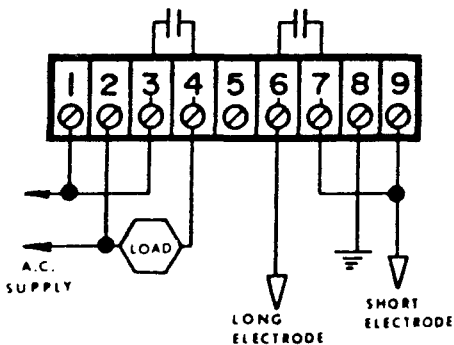 1 2 3 4 5 6 7 8 9
LOAD
A.C.
SUPPLY
LONG
ELECTRODE
SHORT
ELECTRODE